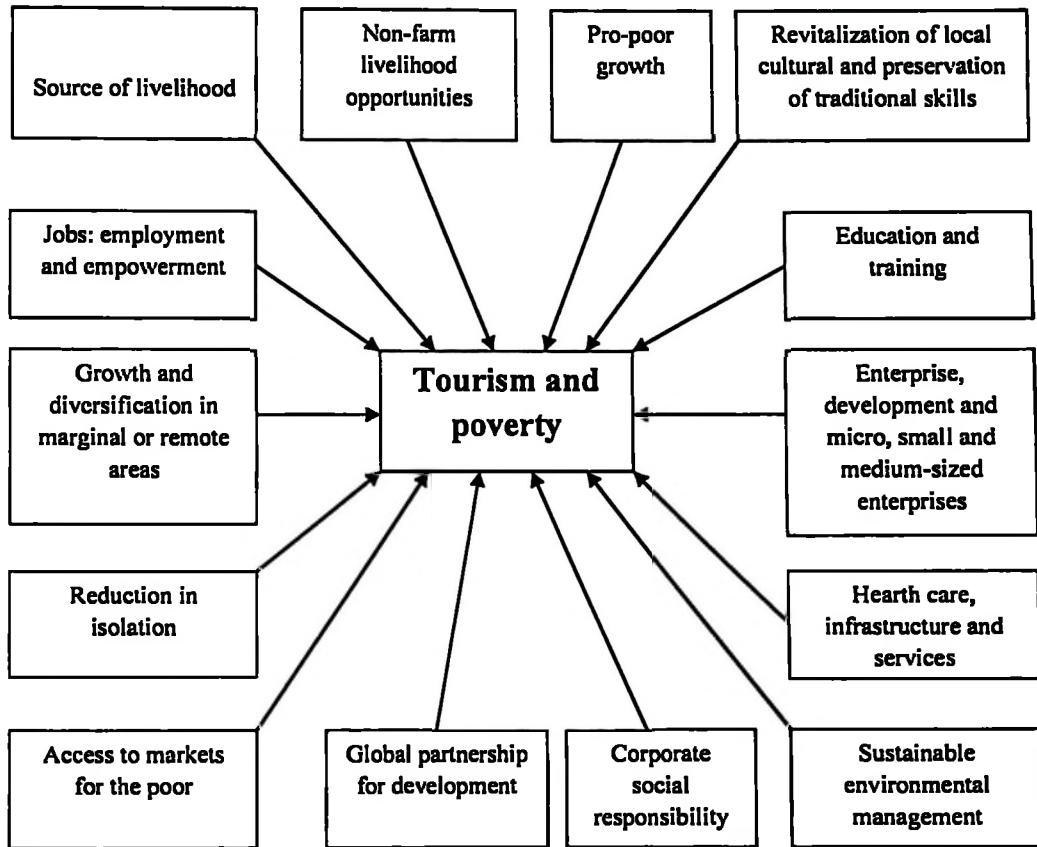 Source of livelihood
Non-farm
livelihood
opportunities
Pro-poor
growth
Revitalization of local
cultural and preservation
of traditional skills
Jobs: employment
and empowerment
Education and
training
Growth and
diversification in
marginal or remote
areas
Tourism and
poverty
Enterprise,
development and
micro, small and
medium-sized
enterprises
Reduction in
isolation
Hearth care,
infrastructure and
services
Access to markets
for the poor
Global partnership
for development
Corporate
social
responsibility
Sustainable
environmental
management